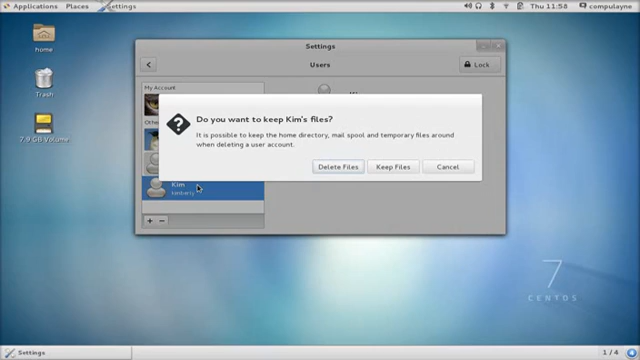 Applications Places Settings
Thu 11:58 compulayne
home
Trash
7.9 GB Volume
Settings
Users
Lock
My Account
Do you want to keep Kim's files?
It is possible to keep the home directory, mail spool and temporary files around
when deleting a user account.
Delete Files Keep Files Cancel
Kim
kimberly
+ −
7
CENTOS
Settings
1 / 4